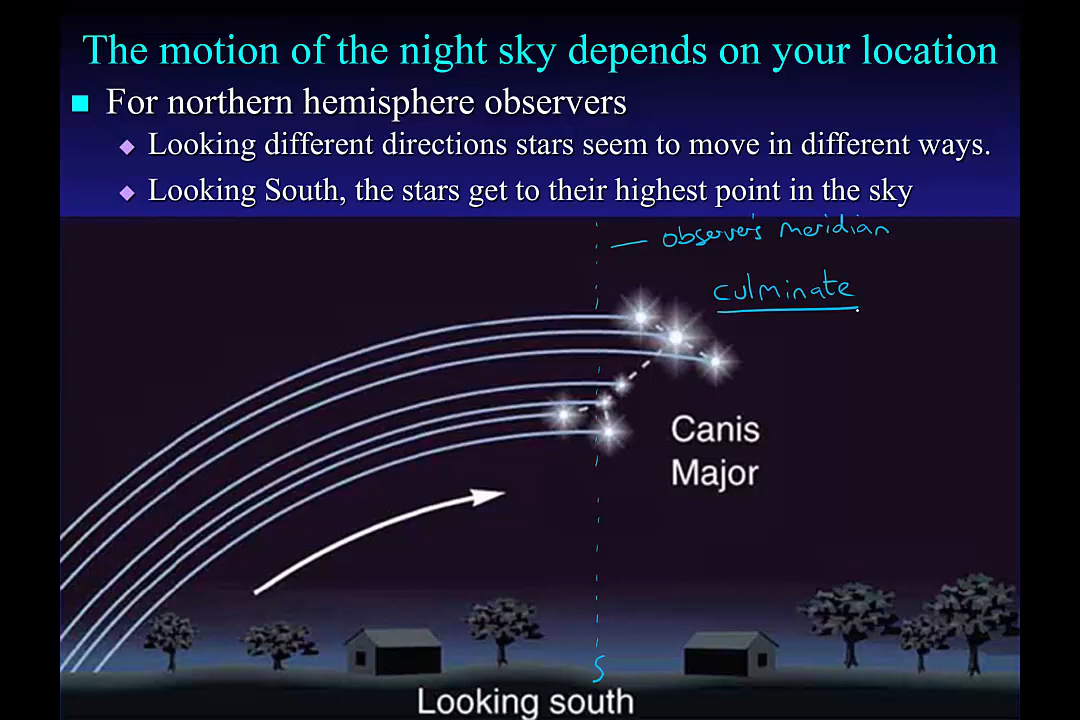 The motion of the night sky depends on your location
For northern hemisphere observers
Looking different directions stars seem to move in different ways.
Looking South, the stars get to their highest point in the sky
observer's meridian
culminate
Canis
Major
S
Looking south